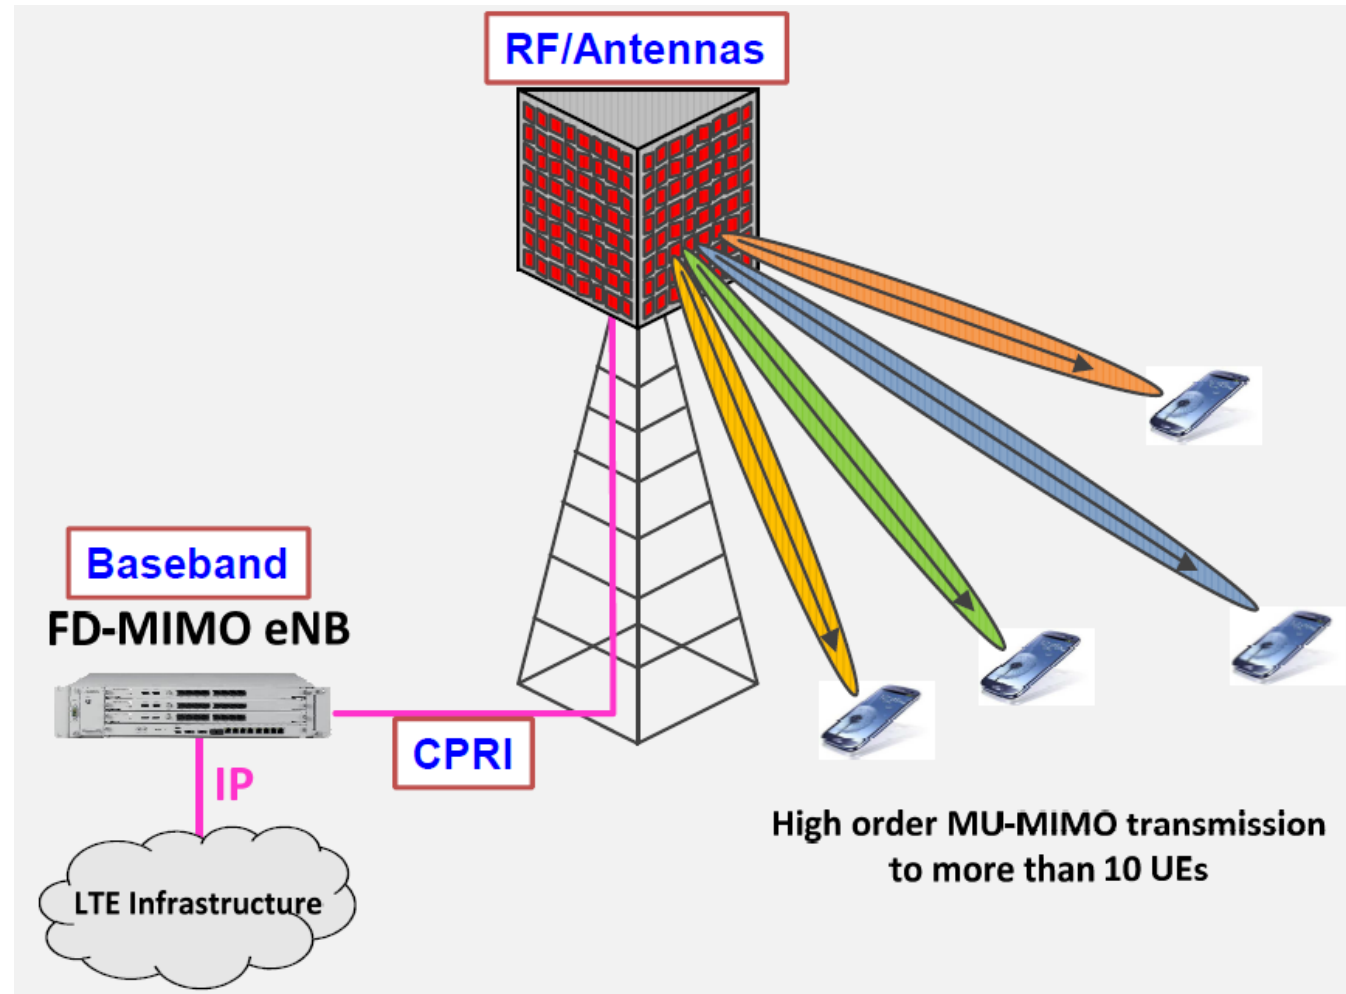 RF/Antennas
Baseband
FD-MIMO eNB
CPRI
IP
LTE Infrastructure
High order MU-MIMO transmission
to more than 10 UEs